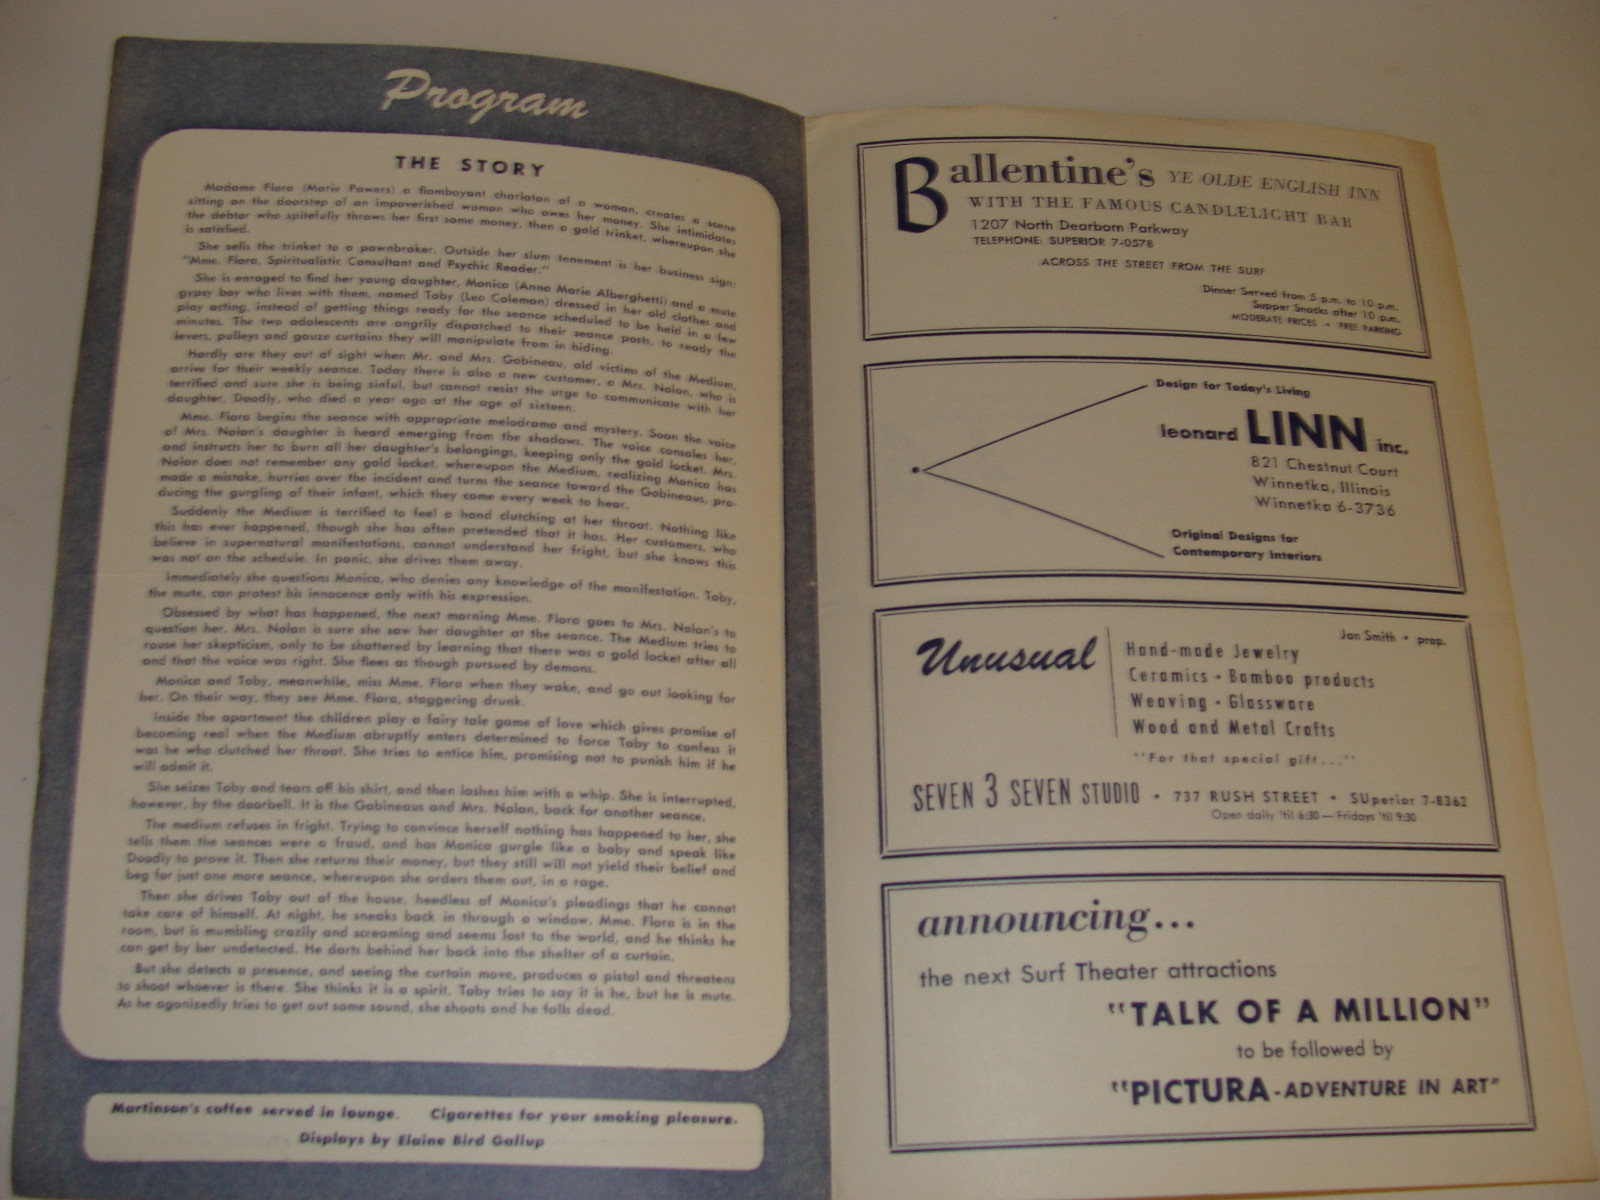 Program
THE STORY
Madame Flora (Marie Powers) a flamboyant charlatan of a woman, creates a scene
sitting on the doorstep of an impoverished woman who owes her money. She intimidates
the debtor who spitefully throws her first some money, then a gold trinket, whereupon she
is satisfied.
She sells the trinket to a pawnbroker. Outside her slum tenement is her business sign:
"Mme. Flora, Spiritualistic Consultant and Psychic Reader."
She is enraged to find her young daughter, Monica (Anna Marie Alberghetti) and a mute
gypsy boy who lives with them, named Toby (Leo Coleman) dressed in her old clothes and
play acting, instead of getting things ready for the seance scheduled to be held in a few
minutes. The two adolescents are angrily dispatched to their seance posts, to ready the
levers, pulleys and gauze curtains they will manipulate from in hiding.
Hardly are they out of sight when Mr. and Mrs. Gobineau, old victims of the Medium,
arrive for their weekly seance. Today there is also a new customer, a Mrs. Nolan, who is
terrified and sure she is being sinful, but cannot resist the urge to communicate with her
daughter, Doodly, who died a year ago at the age of sixteen.
Mme. Flora begins the seance with appropriate melodrama and mystery. Soon the voice
of Mrs. Nolan's daughter is heard emerging from the shadows. The voice consoles her,
and instructs her to burn all her daughter's belongings, keeping only the gold locket. Mrs.
Nolan does not remember any gold locket, whereupon the Medium, realizing Monica has
made a mistake, hurries over the incident and turns the seance toward the Gobineaus, pro-
ducing the gurgling of their infant, which they come every week to hear.
Suddenly the Medium is terrified to feel a hand clutching at her throat. Nothing like
this has ever happened, though she has often pretended that it has. Her customers, who
believe in supernatural manifestations, cannot understand her fright, but she knows this
was not on the schedule. In panic, she drives them away.
Immediately she questions Monica, who denies any knowledge of the manifestation. Toby,
the mute, can protest his innocence only with his expression.
Obsessed by what has happened, the next morning Mme. Flora goes to Mrs. Nolan's to
question her. Mrs. Nolan is sure she saw her daughter at the seance. The Medium tries to
rouse her skepticism, only to be shattered by learning that there was a gold locket after all
and that the voice was right. She flees as though pursued by demons.
Monica and Toby, meanwhile, miss Mme. Flora when they wake, and go out looking for
her. On their way, they see Mme. Flora, staggering drunk.
Inside the apartment the children play a fairy tale game of love which gives promise of
becoming real when the Medium abruptly enters determined to force Toby to confess it
was he who clutched her throat. She tries to entice him, promising not to punish him if he
will admit it.
She seizes Toby and tears off his shirt, and then lashes him with a whip. She is interrupted,
however, by the doorbell. It is the Gobineaus and Mrs. Nolan, back for another seance.
The medium refuses in fright. Trying to convince herself nothing has happened to her, she
tells them the seances were a fraud, and has Monica gurgle like a baby and speak like
Doodly to prove it. Then she returns their money, but they still will not yield their belief and
beg for just one more seance, whereupon she orders them out, in a rage.
Then she drives Toby out of the house, heedless of Monica's pleadings that he cannot
take care of himself. At night, he sneaks back in through a window. Mme. Flora is in the
room, but is mumbling crazily and screaming and seems lost to the world, and he thinks he
can get by her undetected. He darts behind her back into the shelter of a curtain.
But she detects a presence, and seeing the curtain move, produces a pistol and threatens
to shoot whoever is there. She thinks it is a spirit. Toby tries to say it is he, but he is mute.
As he agonizedly tries to get out some sound, she shoots and he falls dead.
Martinson's coffee served in lounge. Cigarettes for your smoking pleasure.
Displays by Elaine Bird Gallup
Ballentine's YE OLDE ENGLISH INN
WITH THE FAMOUS CANDLELIGHT BAR
1207 North Dearborn Parkway
TELEPHONE: SUPERIOR 7-0578
ACROSS THE STREET FROM THE SURF
Dinner Served from 5 p.m. to 10 p.m.
Supper Snacks after 10 p.m.
MODERATE PRICES • FREE PARKING
Design for Today's Living
leonard LINN inc.
821 Chestnut Court
Winnetka, Illinois
Winnetka 6-3736
Original Designs for
Contemporary Interiors
Jan Smith • prop.
Unusual
Hand-made Jewelry
Ceramics • Bamboo products
Weaving • Glassware
Wood and Metal Crafts
"For that special gift..."
SEVEN 3 SEVEN STUDIO • 737 RUSH STREET • SUperior 7-8362
Open daily 'til 6:30 — Fridays 'til 9:30
announcing...
the next Surf Theater attractions
"TALK OF A MILLION"
to be followed by
"PICTURA - ADVENTURE IN ART"